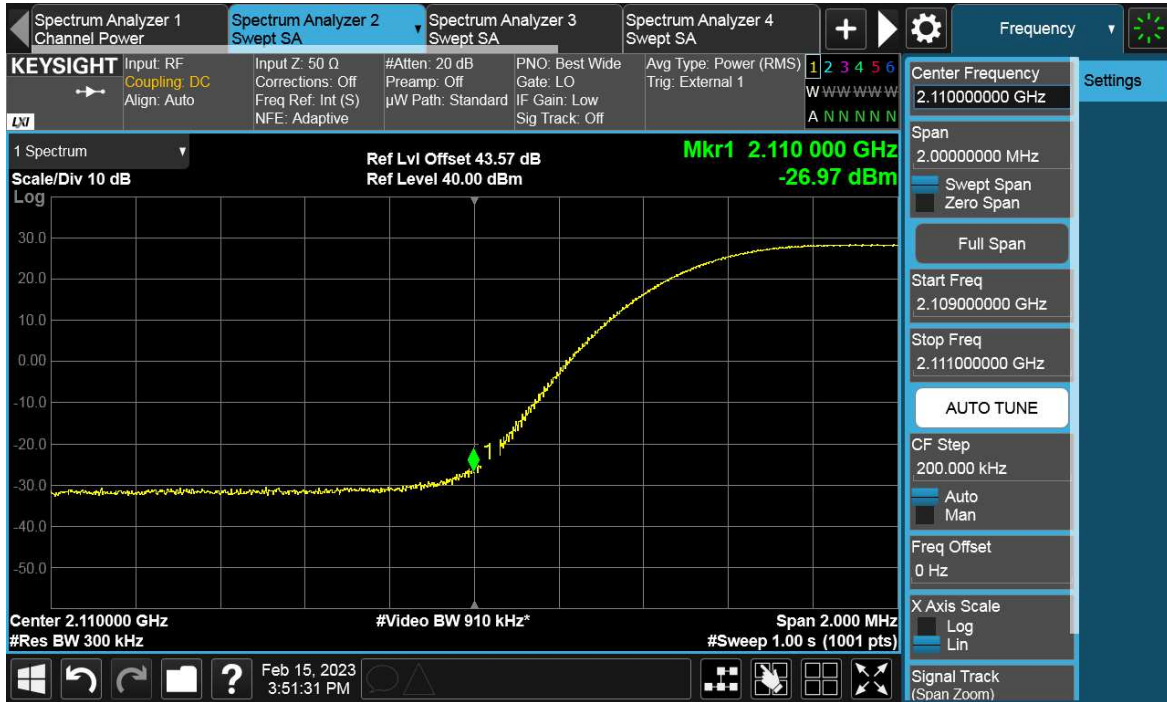 Spectrum Analyzer 1
Channel Power
Spectrum Analyzer 2
Swept SA
Spectrum Analyzer 3
Swept SA
Spectrum Analyzer 4
Swept SA
+
Frequency
KEYSIGHT
LXI
Input: RF
Coupling: DC
Align: Auto
Input Z: 50 Ω
Corrections: Off
Freq Ref: Int (S)
NFE: Adaptive
#Atten: 20 dB
Preamp: Off
µW Path: Standard
PNO: Best Wide
Gate: LO
IF Gain: Low
Sig Track: Off
Avg Type: Power (RMS)
Trig: External 1
1 2 3 4 5 6
W W W W W W
A N N N N N
1 Spectrum
Scale/Div 10 dB
Ref Lvl Offset 43.57 dB
Ref Level 40.00 dBm
Mkr1 2.110 000 GHz
-26.97 dBm
Log
30.0
20.0
10.0
0.00
-10.0
-20.0
-30.0
-40.0
-50.0
1
Center 2.110000 GHz
#Res BW 300 kHz
#Video BW 910 kHz*
Span 2.000 MHz
#Sweep 1.00 s (1001 pts)
?
Feb 15, 2023
3:51:31 PM
Center Frequency
2.110000000 GHz
Span
2.00000000 MHz
Swept Span
Zero Span
Full Span
Start Freq
2.109000000 GHz
Stop Freq
2.111000000 GHz
AUTO TUNE
CF Step
200.000 kHz
Auto
Man
Freq Offset
0 Hz
X Axis Scale
Log
Lin
Signal Track
(Span Zoom)
Settings